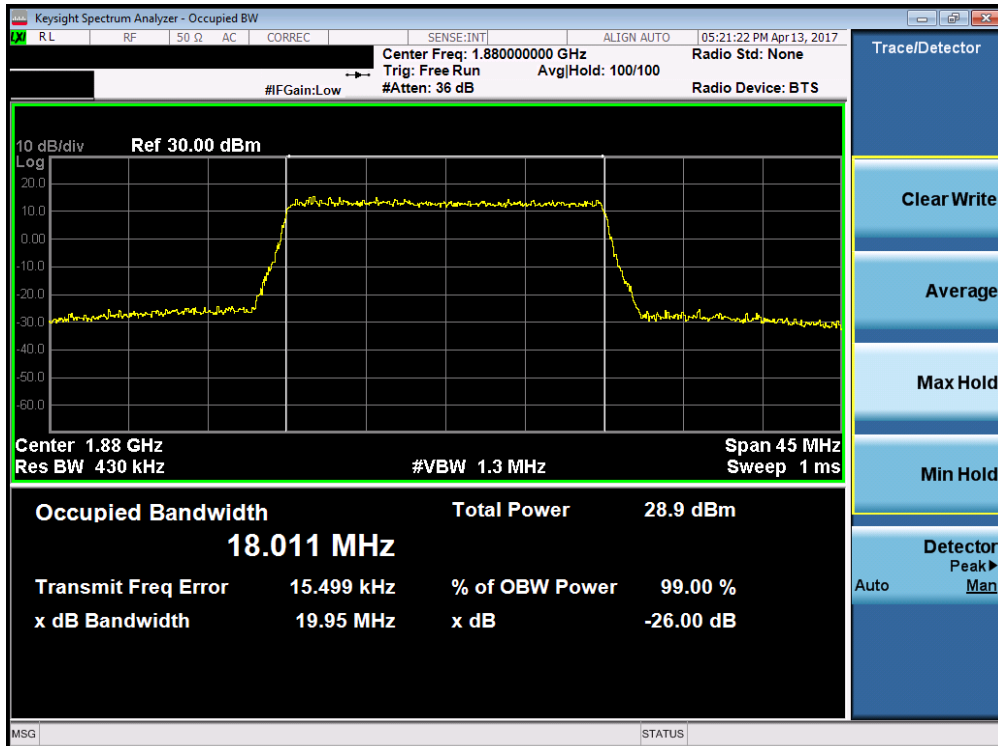 Keysight Spectrum Analyzer - Occupied BW
LXI RL RF 50 Ω AC CORREC SENSE:INT ALIGN AUTO 05:21:22 PM Apr 13, 2017
Center Freq: 1.880000000 GHz Radio Std: None
Trig: Free Run Avg|Hold: 100/100
#IFGain:Low #Atten: 36 dB Radio Device: BTS
10 dB/div Ref 30.00 dBm
Log
20.0
10.0
0.00
-10.0
-20.0
-30.0
-40.0
-50.0
-60.0
Center 1.88 GHz Span 45 MHz
Res BW 430 kHz #VBW 1.3 MHz Sweep 1 ms
Occupied Bandwidth Total Power 28.9 dBm
18.011 MHz
Transmit Freq Error 15.499 kHz % of OBW Power 99.00 %
x dB Bandwidth 19.95 MHz x dB -26.00 dB
MSG STATUS
Trace/Detector
Clear Write
Average
Max Hold
Min Hold
Detector
Peak▶
Auto Man